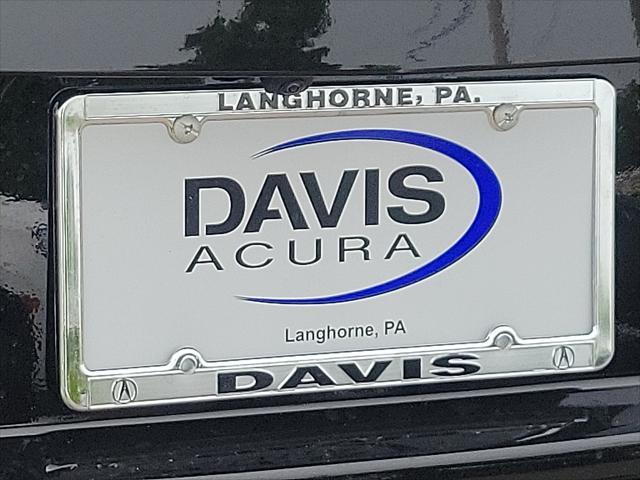 LANGHORNE, PA.
DAVIS
ACURA
Langhorne, PA
DAVIS